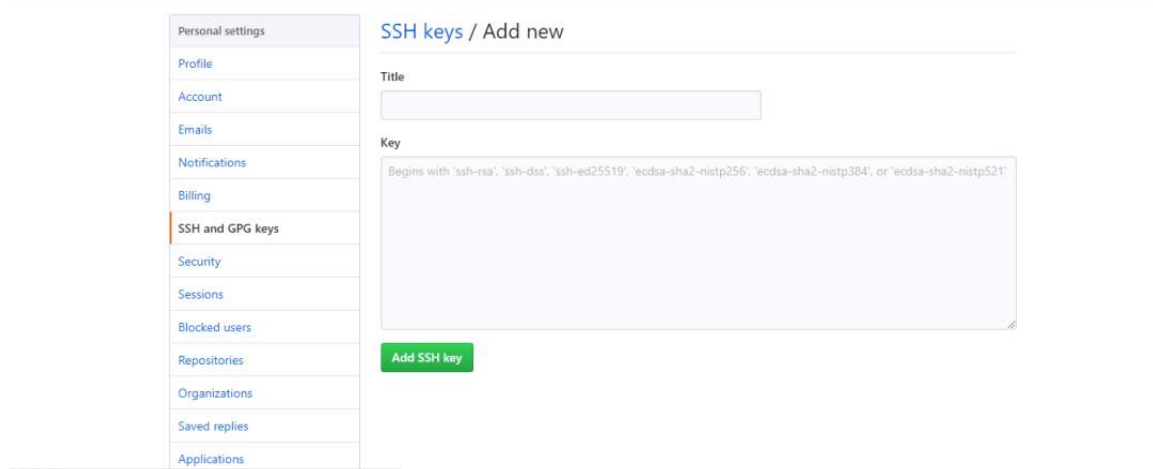 Personal settings
Profile
Account
Emails
Notifications
Billing
SSH and GPG keys
Security
Sessions
Blocked users
Repositories
Organizations
Saved replies
Applications
SSH keys / Add new
Title
Key
Begins with 'ssh-rsa', 'ssh-dss', 'ssh-ed25519', 'ecdsa-sha2-nistp256', 'ecdsa-sha2-nistp384', or 'ecdsa-sha2-nistp521'
Add SSH key